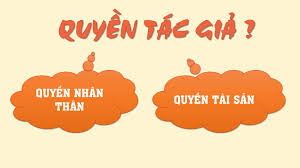 QUYỀN TÁC GIẢ ?
QUYỀN NHÂN
THÂN
QUYỀN TÀI SẢN